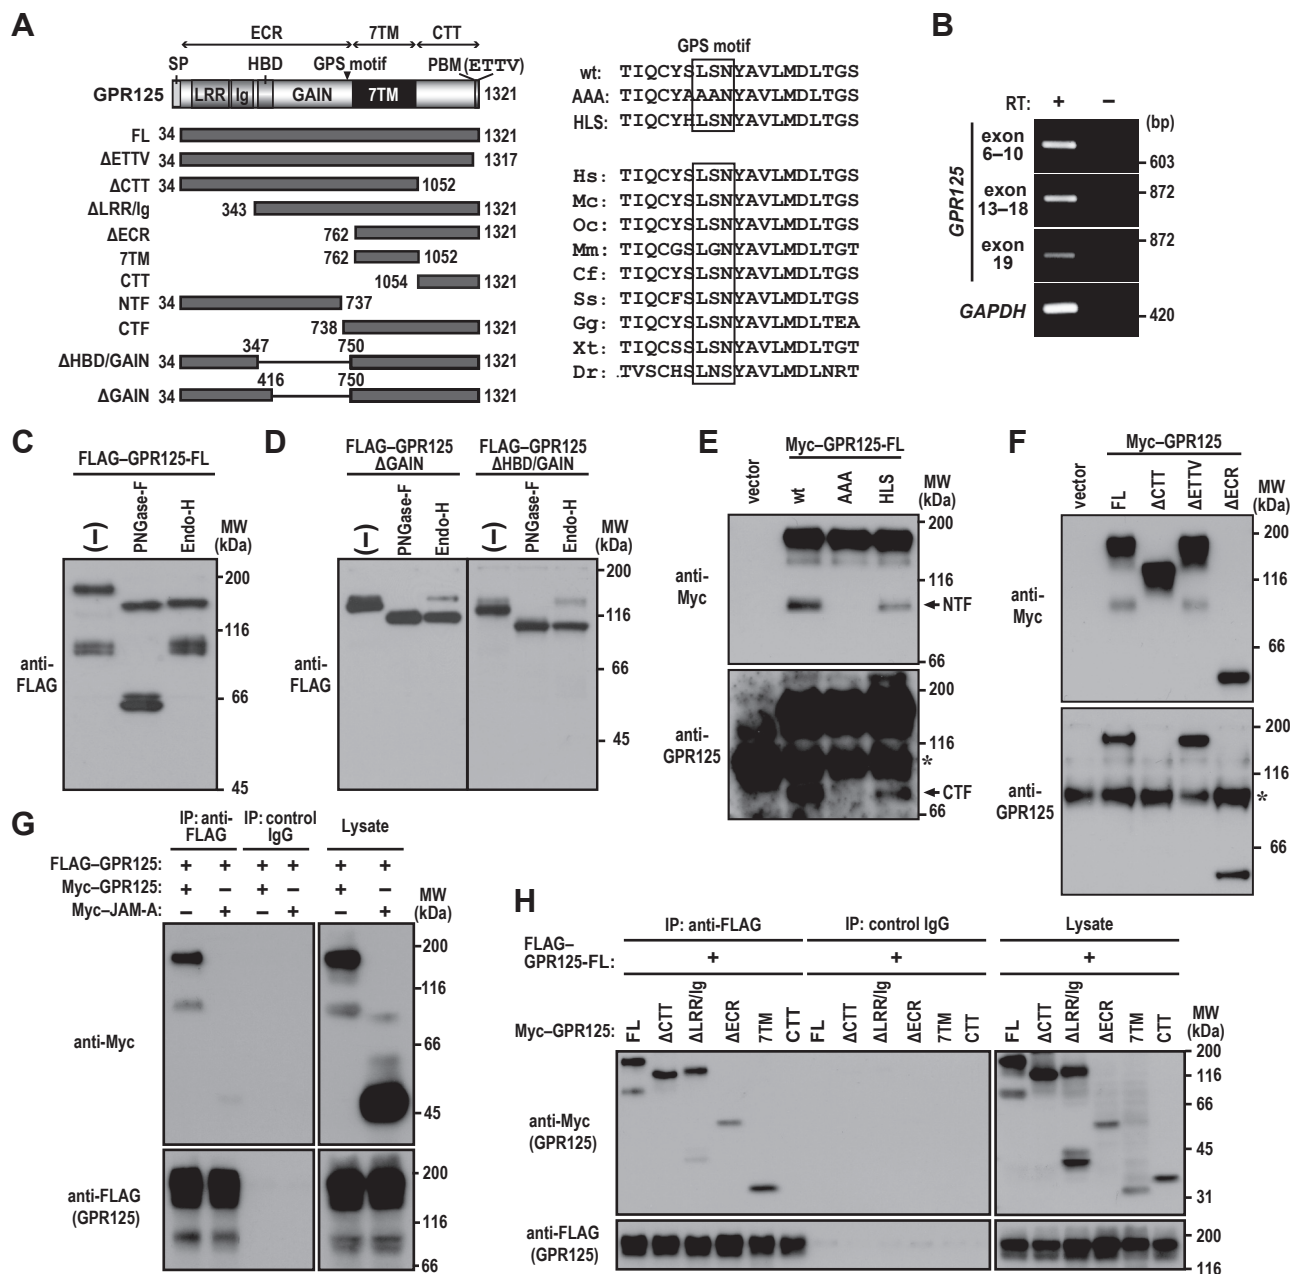 A
ECR 7TM CTT
SP HBD GPS motif PBM (ETTV)
GPR125 LRR Ig GAIN 7TM 1321
FL 34 1321
ΔETTV 34 1317
ΔCTT 34 1052
ΔLRR/Ig 343 1321
ΔECR 762 1321
7TM 762 1052
CTT 1054 1321
NTF 34 737
CTF 738 1321
347 750
ΔHBD/GAIN 34 1321
416 750
ΔGAIN 34 1321
GPS motif
wt: TIQCYSLSNYAVLMDLTGS
AAA: TIQCYAAANYAVLMDLTGS
HLS: TIQCYHLSNYAVLMDLTGS
Hs: TIQCYSLSNYAVLMDLTGS
Mc: TIQCYSLSNYAVLMDLTGS
Oc: TIQCYSLSNYAVLMDLTGS
Mm: TIQCGSLGNYAVLMDLTGT
Cf: TIQCYSLSNYAVLMDLTGS
Ss: TIQCFSLSNYAVLMDLTGS
Gg: TIQCYSLSNYAVLMDLTEA
Xt: TIQCSSLSNYAVLMDLTGT
Dr: TVSCHSLNSYAVLMDLNRT
B
RT: + −
(bp)
GPR125
exon 6–10 603
exon 13–18 872
exon 19 872
GAPDH 420
C
FLAG–GPR125-FL
(−) PNGase-F Endo-H
MW (kDa)
200
116
anti-FLAG
66
45
D
FLAG–GPR125 ΔGAIN
FLAG–GPR125 ΔHBD/GAIN
(−) PNGase-F Endo-H (−) PNGase-F Endo-H
MW (kDa)
200
116
anti-FLAG
66
45
E
Myc–GPR125-FL
vector wt AAA HLS
MW (kDa)
200
anti-Myc
116
NTF
66
200
anti-GPR125
116
*
CTF
66
F
Myc–GPR125
vector FL ΔCTT ΔETTV ΔECR
MW (kDa)
200
116
anti-Myc
66
200
116
anti-GPR125
*
66
G
IP: anti-FLAG IP: control IgG Lysate
FLAG–GPR125: + + + + + +
Myc–GPR125: + − + − + −
Myc–JAM-A: − + − + − +
MW (kDa)
200
116
anti-Myc
66
45
200
anti-FLAG (GPR125)
116
66
H
IP: anti-FLAG IP: control IgG Lysate
FLAG–GPR125-FL: + + +
Myc–GPR125: FL ΔCTT ΔLRR/Ig ΔECR 7TM CTT FL ΔCTT ΔLRR/Ig ΔECR 7TM CTT FL ΔCTT ΔLRR/Ig ΔECR 7TM CTT
MW (kDa)
200
116
66
anti-Myc (GPR125)
45
31
anti-FLAG (GPR125)
200
116